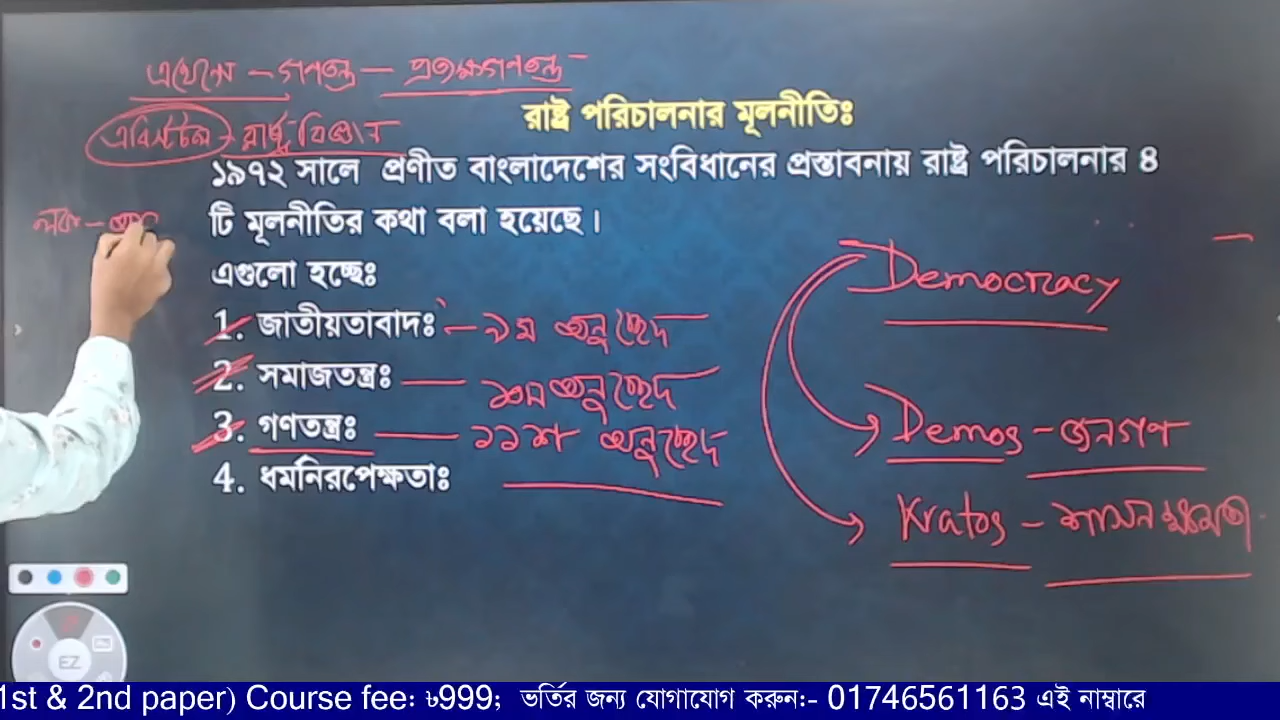 এথেন্সে - গণতন্ত্র - প্রত্যক্ষগণতন্ত্র
রাষ্ট্র পরিচালনার মূলনীতিঃ
এরিস্টটল - রাষ্ট্রবিজ্ঞান
১৯৭২ সালে প্রণীত বাংলাদেশের সংবিধানের প্রস্তাবনায় রাষ্ট্র পরিচালনার ৪
টি মূলনীতির কথা বলা হয়েছে।
লক -
এগুলো হচ্ছেঃ
Democracy
1. জাতীয়তাবাদঃ - ৯ম অনুচ্ছেদ
2. সমাজতন্ত্রঃ - ১০ম অনুচ্ছেদ
3. গণতন্ত্রঃ - ১১শ অনুচ্ছেদ
Demos - জনগণ
4. ধর্মনিরপেক্ষতাঃ
Kratos - শাসন ক্ষমতা
EZ
1st & 2nd paper) Course fee: ৳999; ভর্তির জন্য যোগাযোগ করুন:- 01746561163 এই নাম্বারে